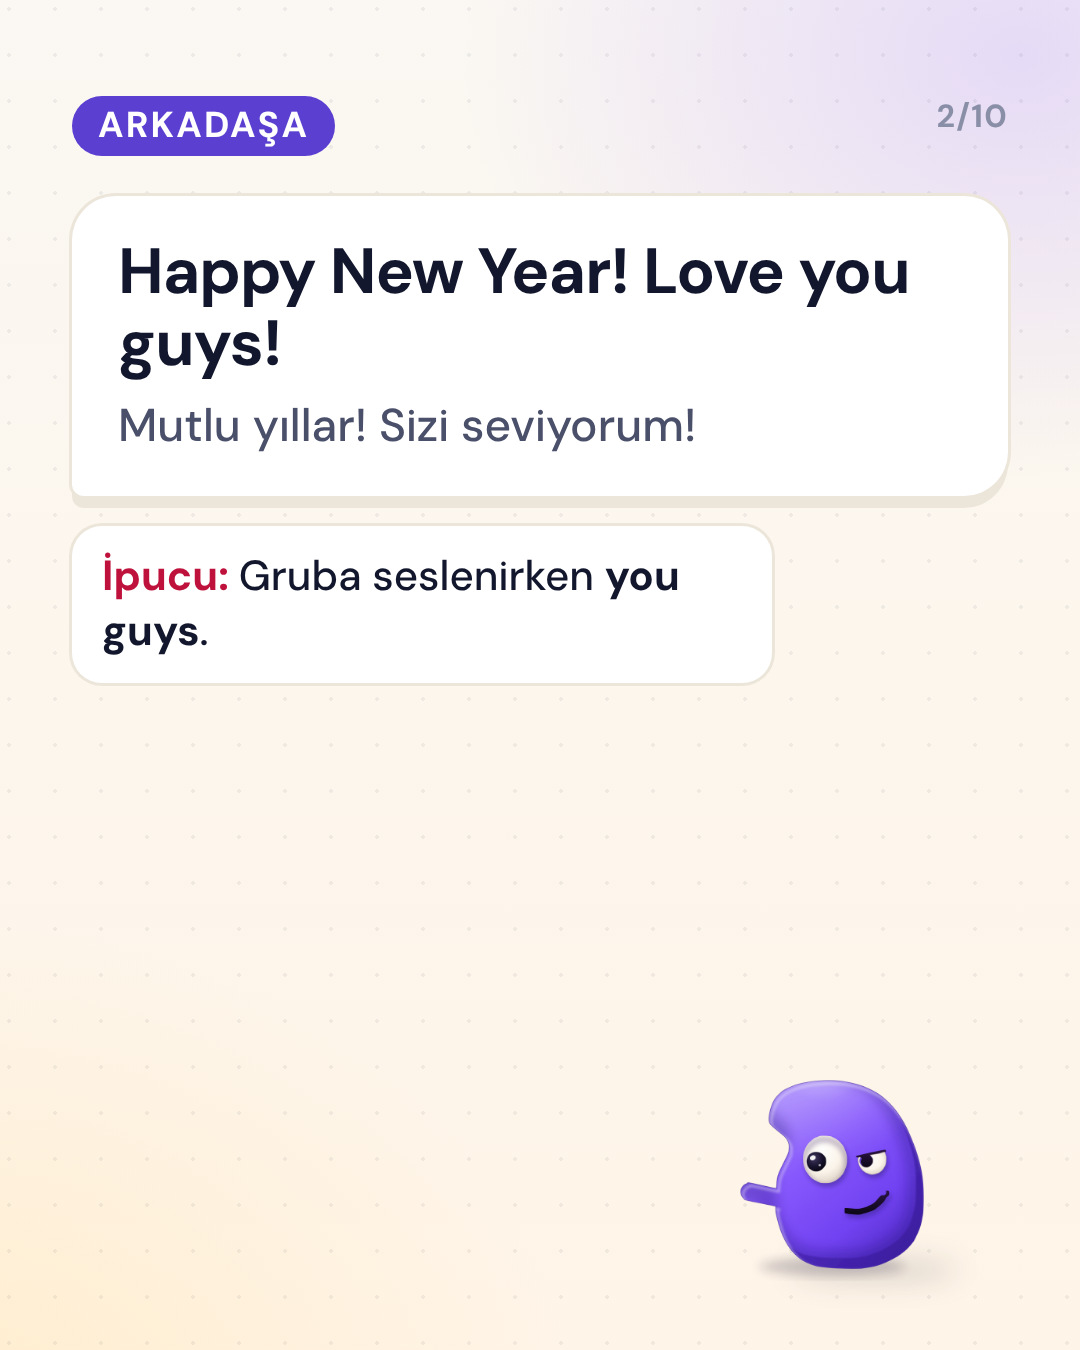 ARKADAŞA
2/10
Happy New Year! Love you
guys!
Mutlu yıllar! Sizi seviyorum!
İpucu: Gruba seslenirken you
guys.